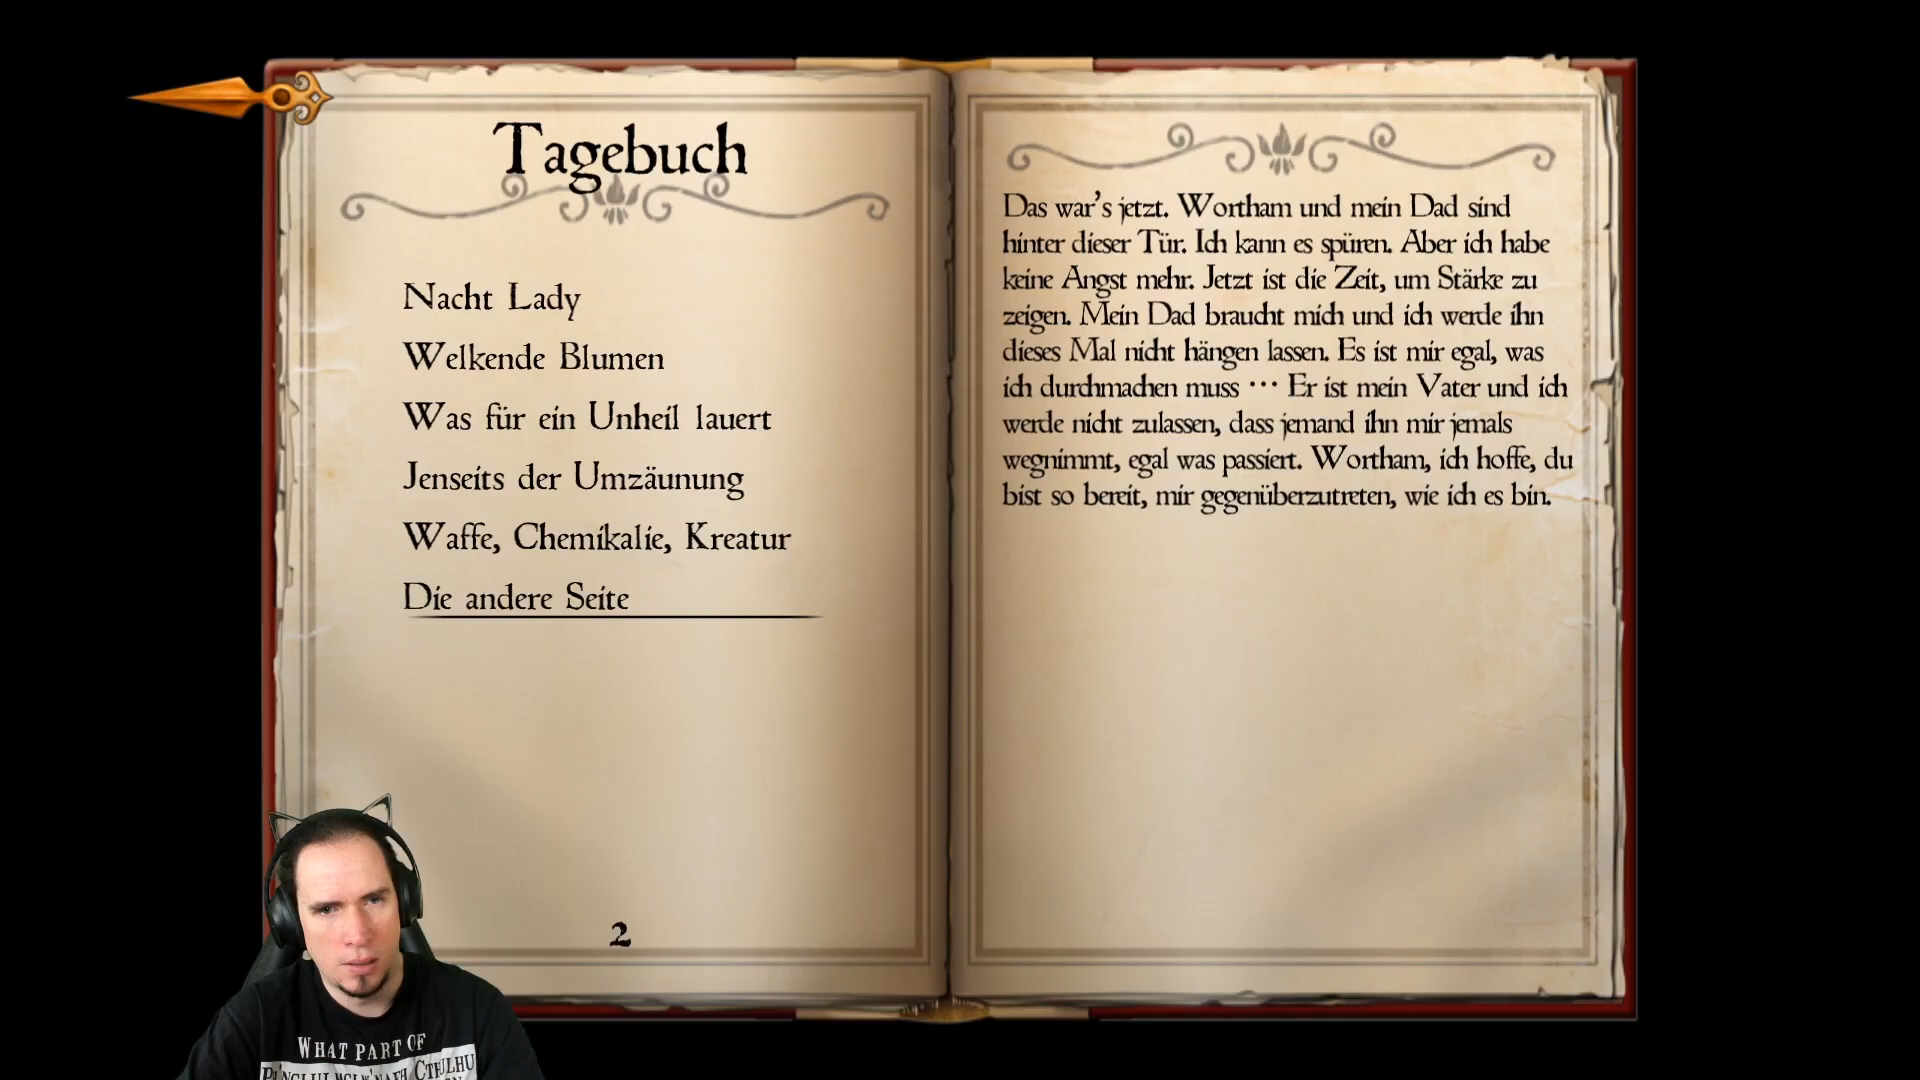 Tagebuch
Nacht Lady
Welkende Blumen
Was für ein Unheil lauert
Jenseits der Umzäunung
Waffe, Chemikalie, Kreatur
Die andere Seite
2
Das war's jetzt. Wortham und mein Dad sind
hinter dieser Tür. Ich kann es spüren. Aber ich habe
keine Angst mehr. Jetzt ist die Zeit, um Stärke zu
zeigen. Mein Dad braucht mich und ich werde ihn
dieses Mal nicht hängen lassen. Es ist mir egal, was
ich durchmachen muss ··· Er ist mein Vater und ich
werde nicht zulassen, dass jemand ihn mir jemals
wegnimmt, egal was passiert. Wortham, ich hoffe, du
bist so bereit, mir gegenüberzutreten, wie ich es bin.
WHAT PART OF
CTHULHU